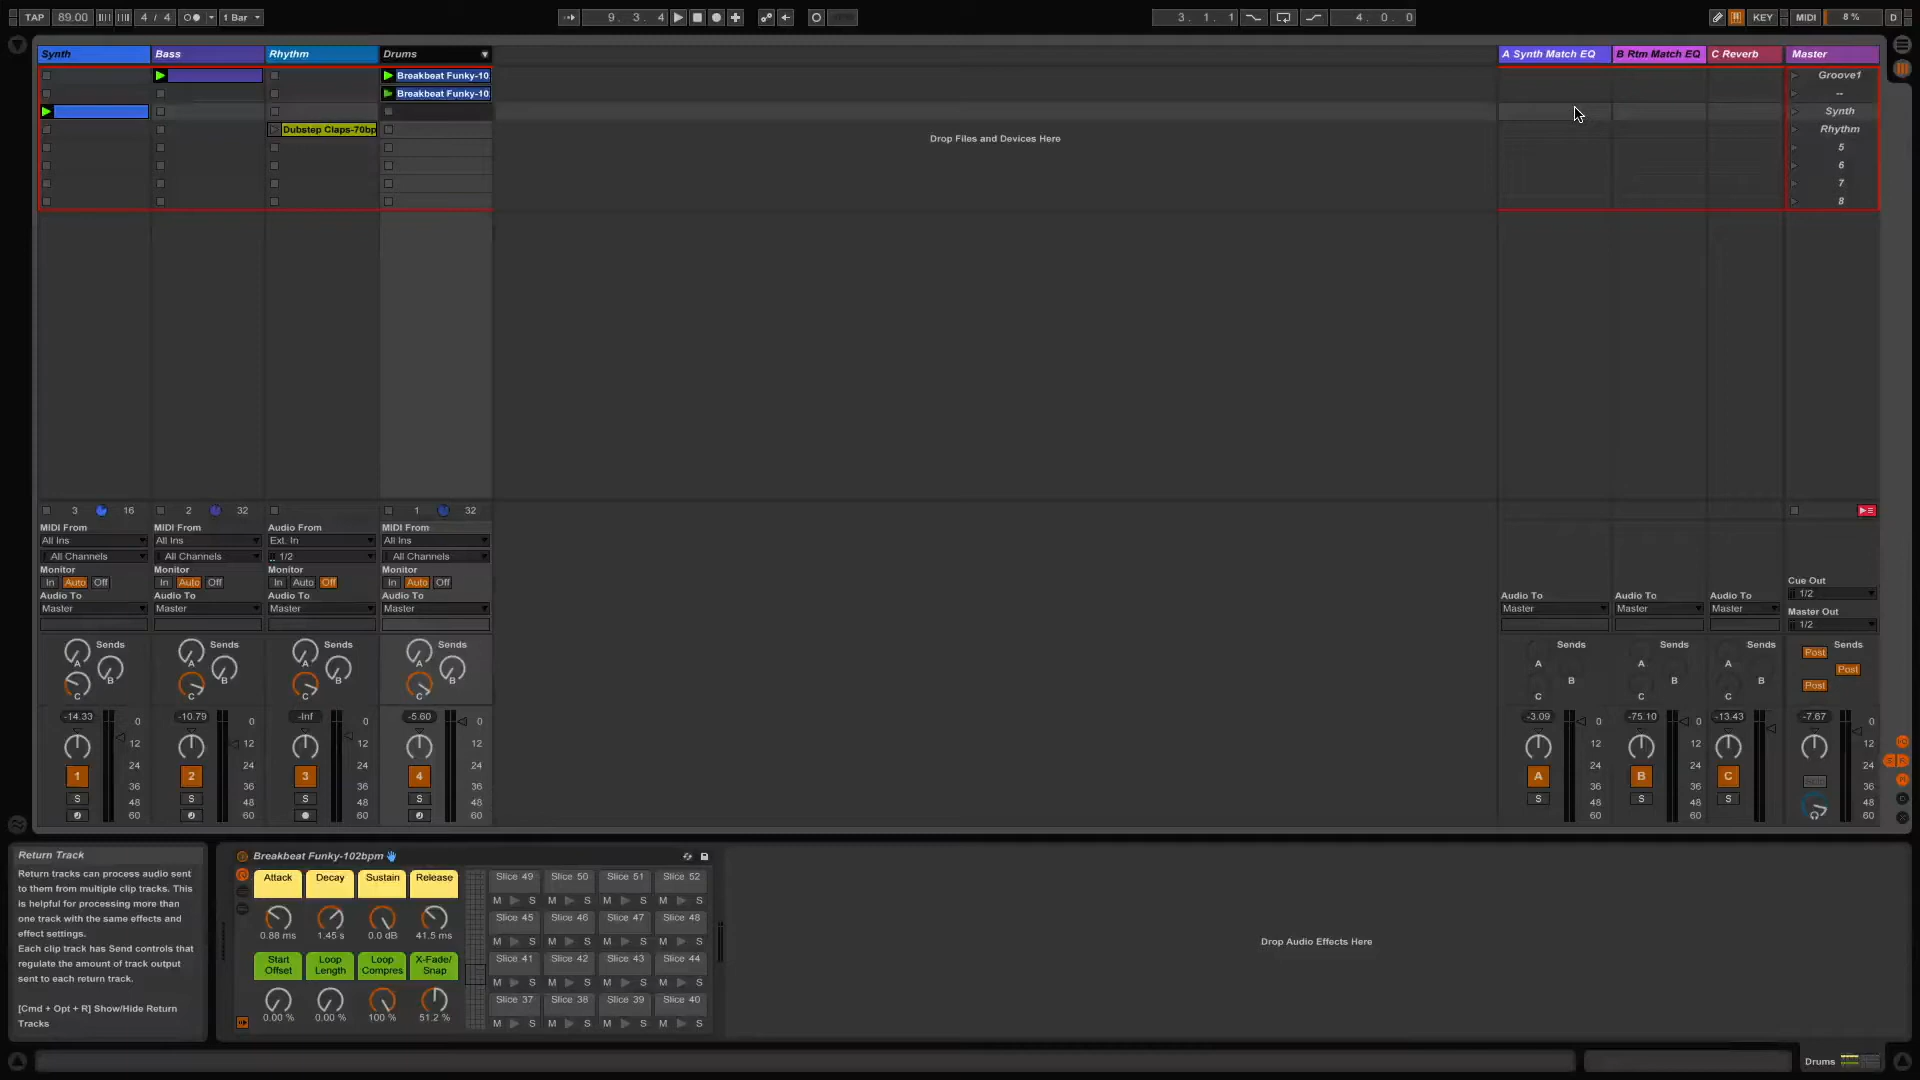 TAP 89.00 4 / 4 1 Bar 9. 3. 4 3. 1. 1 4. 0. 0 KEY MIDI 8 % D
Synth Bass Rhythm Drums A Synth Match EQ B Rtm Match EQ C Reverb Master
Breakbeat Funky-10 Groove1
Breakbeat Funky-10 --
Synth
Dubstep Claps-70bp Rhythm
Drop Files and Devices Here
5
6
7
8
3 16 2 32 1 32
MIDI From MIDI From Audio From MIDI From
All Ins All Ins Ext. In All Ins
All Channels All Channels 1/2 All Channels
Monitor Monitor Monitor Monitor
In Auto Off In Auto Off In Auto Off In Auto Off
Cue Out
1/2
Audio To Audio To Audio To Audio To Audio To Audio To Audio To
Master Master Master Master Master Master Master
Master Out
1/2
Sends Sends Sends Sends Sends Sends Sends Sends
A A A A A A A Post
B B B B B B B Post
C C C C C C C Post
-14.33 0 -10.79 0 -Inf 0 -5.60 0 -3.09 0 -75.10 0 -13.43 -7.67 0
12 12 12 12 12 12 12
24 24 24 24 24 24 24
1 2 3 4 A B C
36 36 36 36 36 36 36
S S S S S S S
48 48 48 48 48 48 48
60 60 60 60 60 60 60
Return Track
Return tracks can process audio sent
to them from multiple clip tracks. This
is helpful for processing more than
one track with the same effects and
effect settings.
Each clip track has Send controls that
regulate the amount of track output
sent to each return track.
[Cmd + Opt + R] Show/Hide Return
Tracks
Breakbeat Funky-102bpm
Attack Decay Sustain Release
0.88 ms 1.45 s 0.0 dB 41.5 ms
Start Offset Loop Length Loop Compres X-Fade/ Snap
0.00 % 0.00 % 100 % 51.2 %
Slice 49 Slice 50 Slice 51 Slice 52
M S M S M S M S
Slice 45 Slice 46 Slice 47 Slice 48
M S M S M S M S
Slice 41 Slice 42 Slice 43 Slice 44
M S M S M S M S
Slice 37 Slice 38 Slice 39 Slice 40
M S M S M S M S
Drop Audio Effects Here
Drums